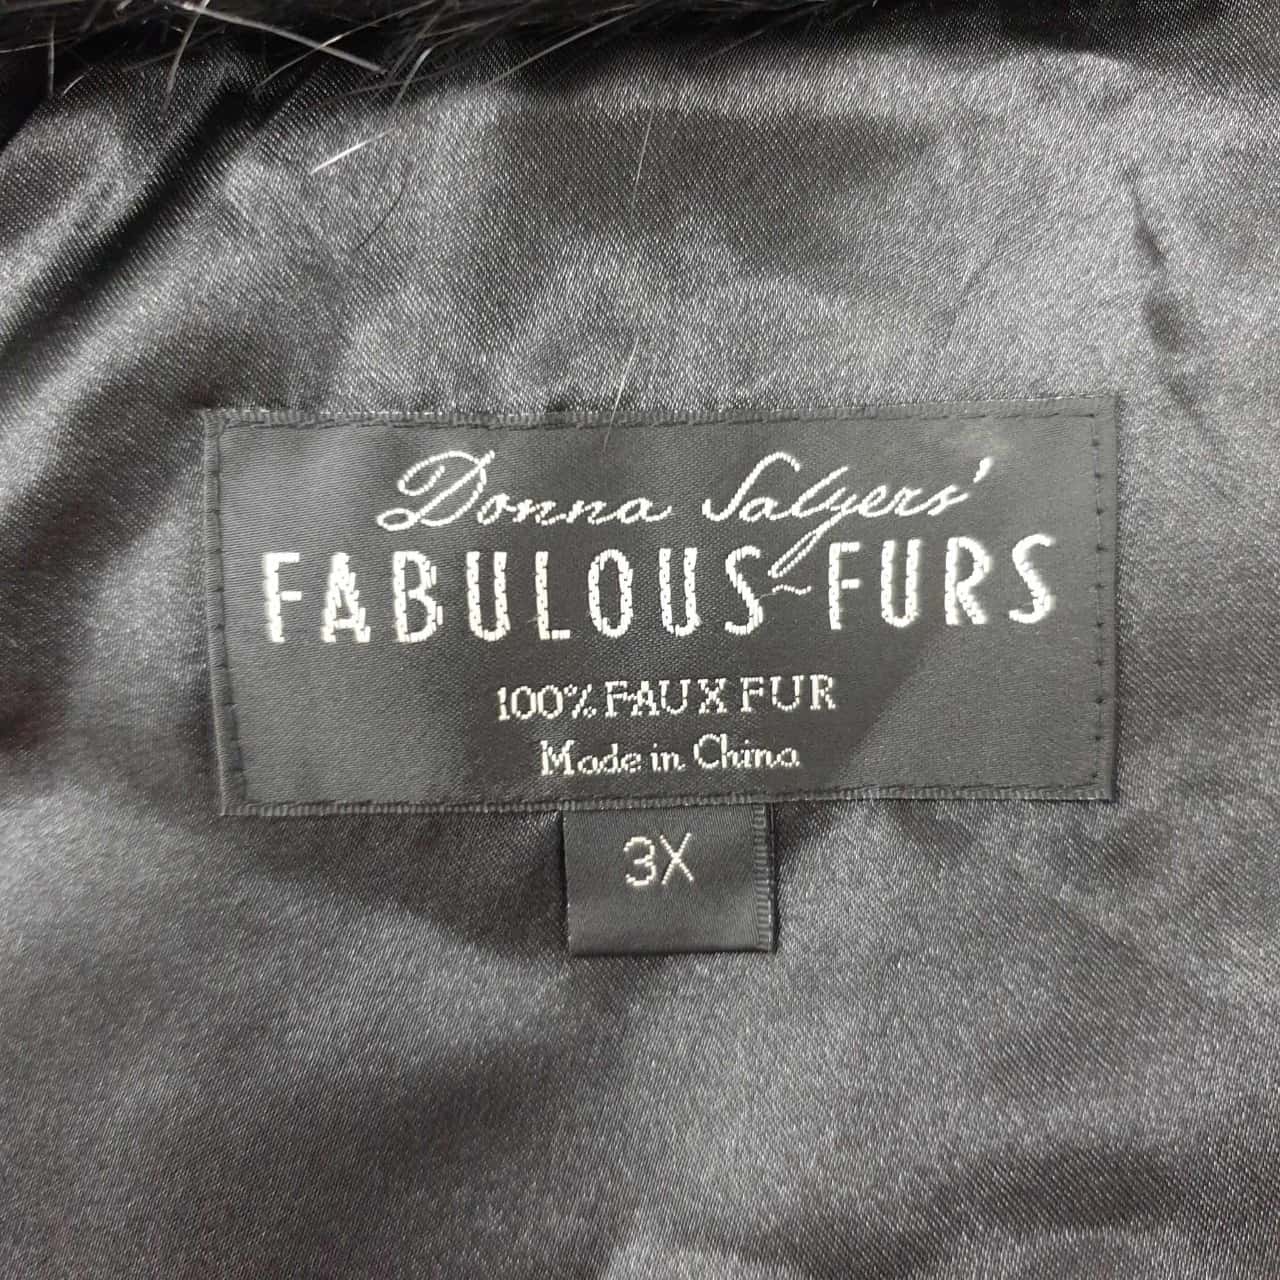 Donna Salyers'
FABULOUS~FURS
100% FAUX FUR
Made in China
3X